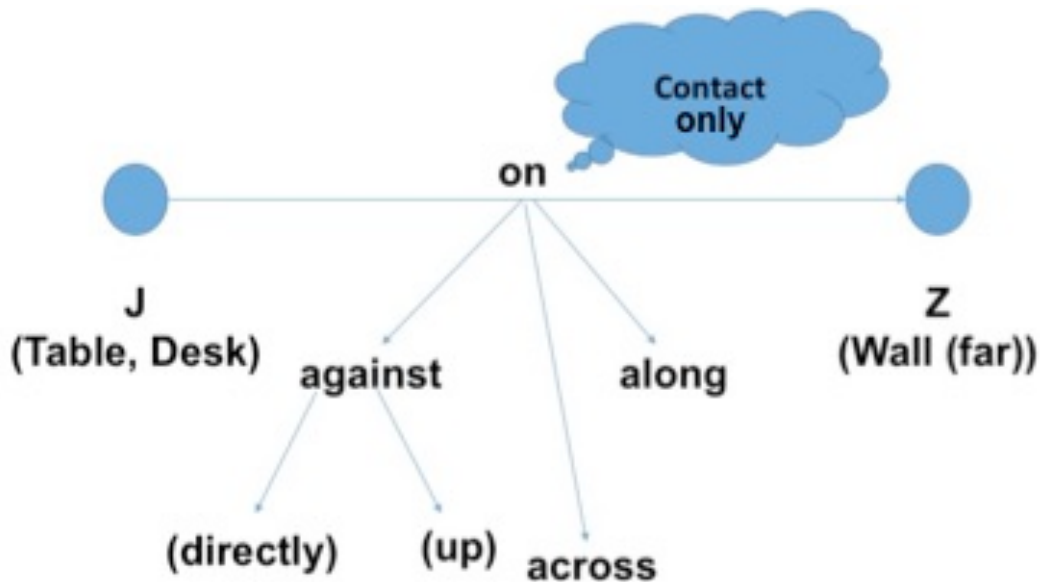 Contact
only
on
J
(Table, Desk)
Z
(Wall (far))
against
along
(directly)
(up)
across